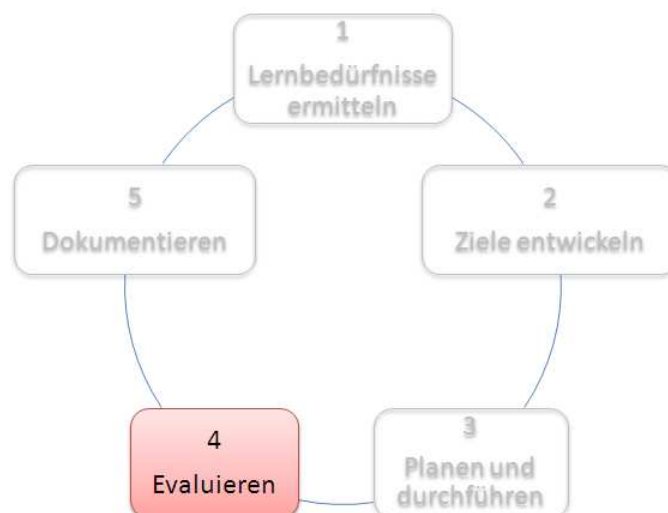 1
Lernbedürfnisse
ermitteln
2
Ziele entwickeln
3
Planen und
durchführen
4
Evaluieren
5
Dokumentieren